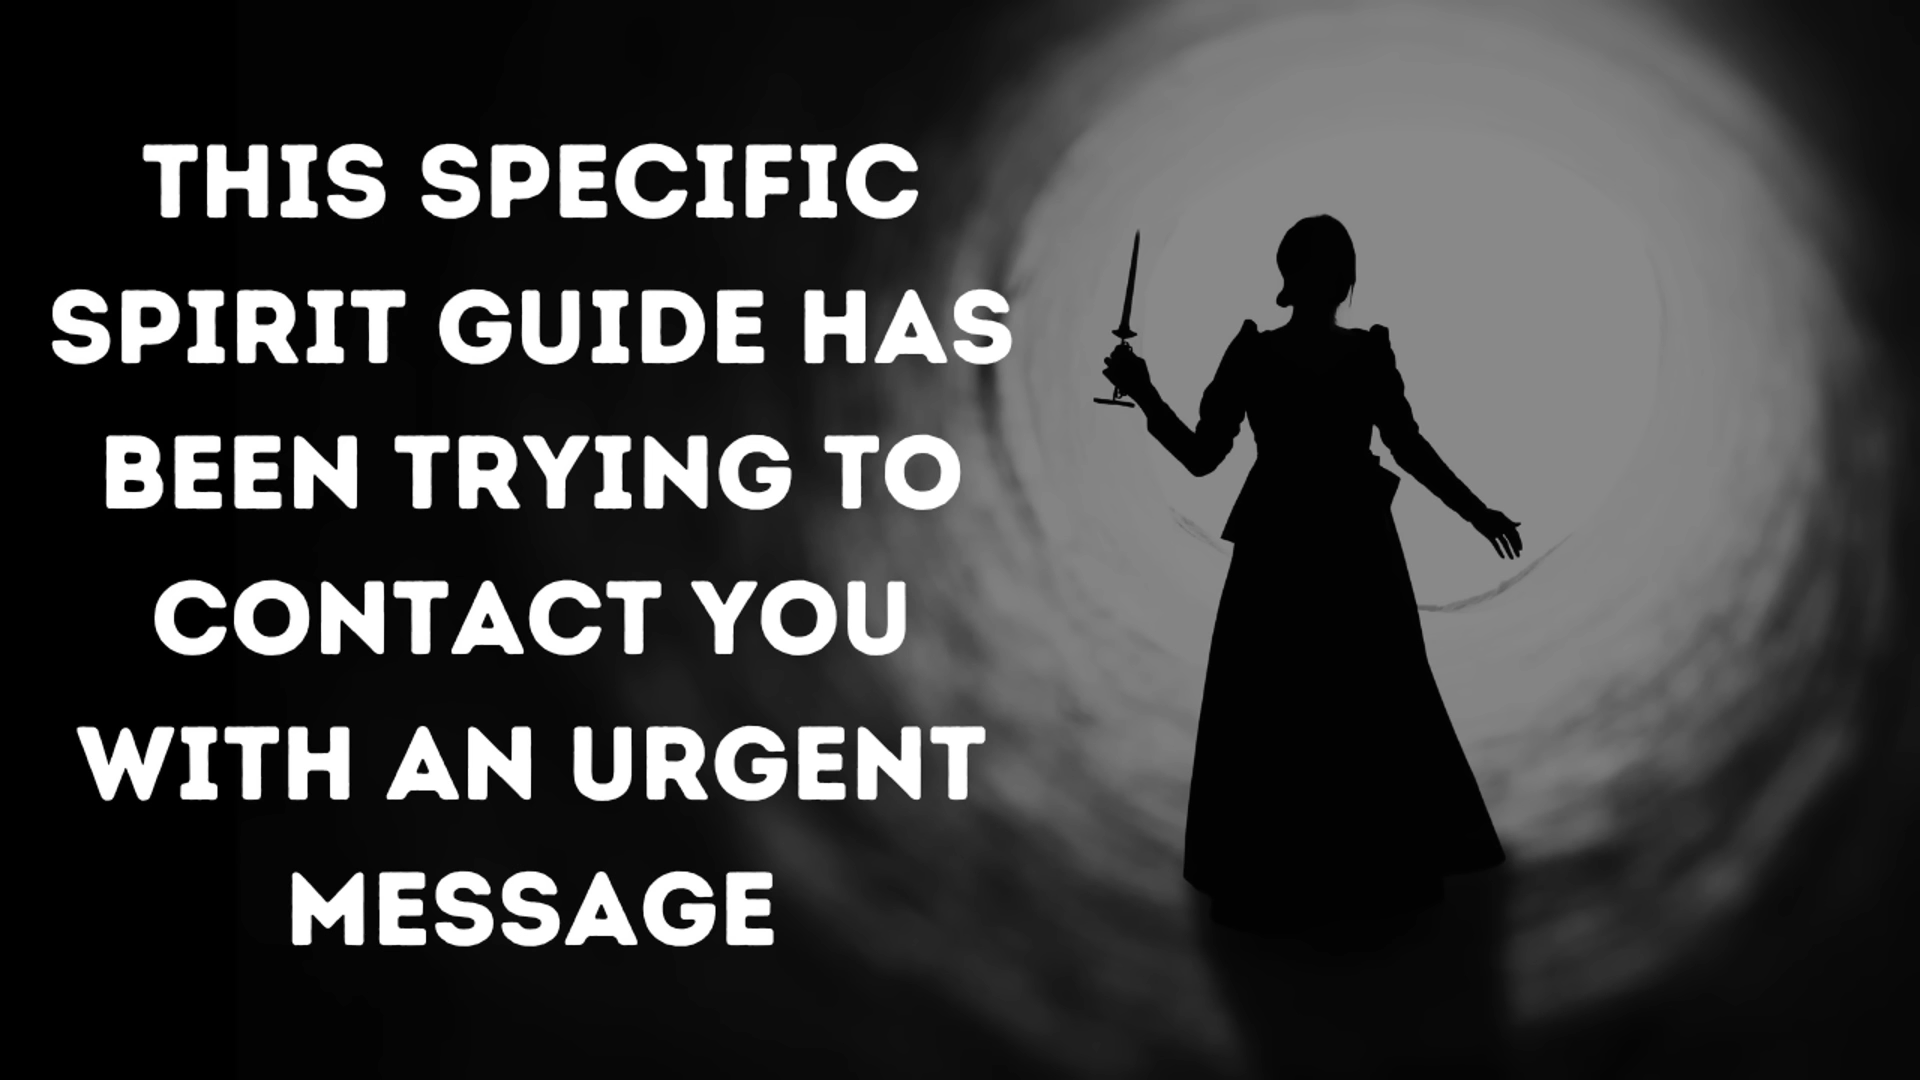 THIS SPECIFIC
SPIRIT GUIDE HAS
BEEN TRYING TO
CONTACT YOU
WITH AN URGENT
MESSAGE